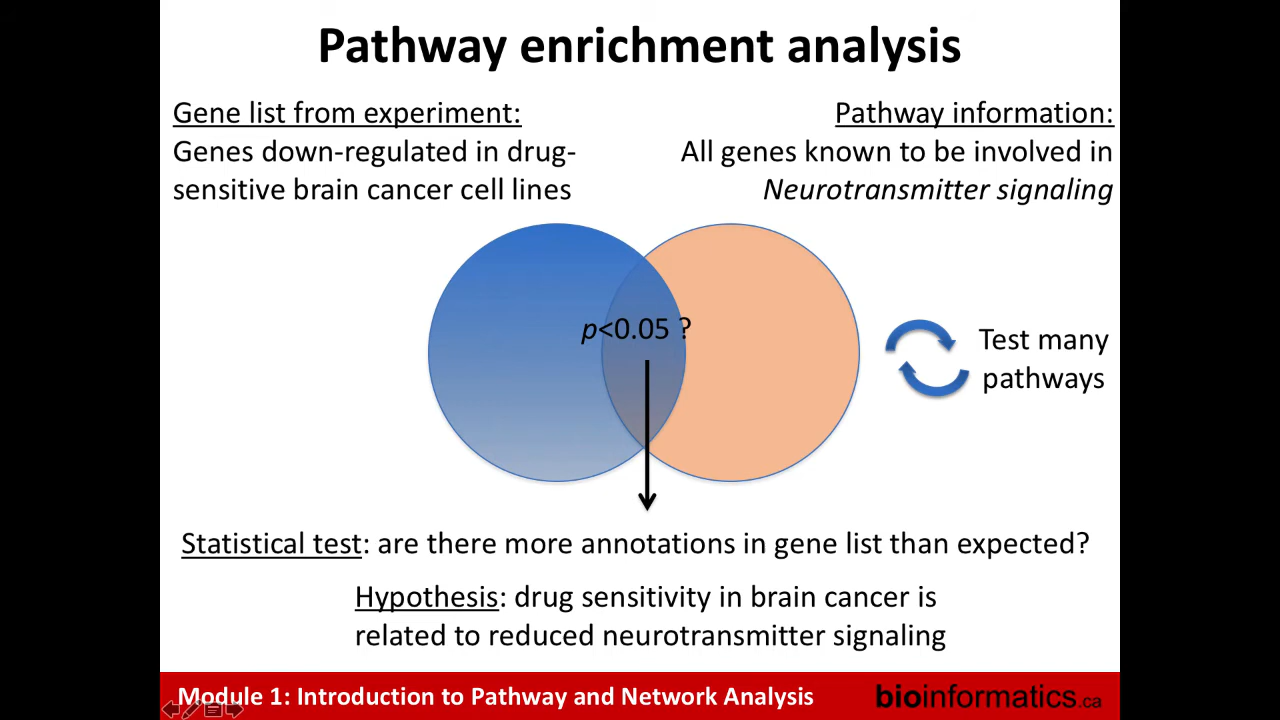 Pathway enrichment analysis
Gene list from experiment:
Genes down-regulated in drug-
sensitive brain cancer cell lines
Pathway information:
All genes known to be involved in
Neurotransmitter signaling
p<0.05 ?
Test many
pathways
Statistical test: are there more annotations in gene list than expected?
Hypothesis: drug sensitivity in brain cancer is
related to reduced neurotransmitter signaling
Module 1: Introduction to Pathway and Network Analysis
bioinformatics.ca